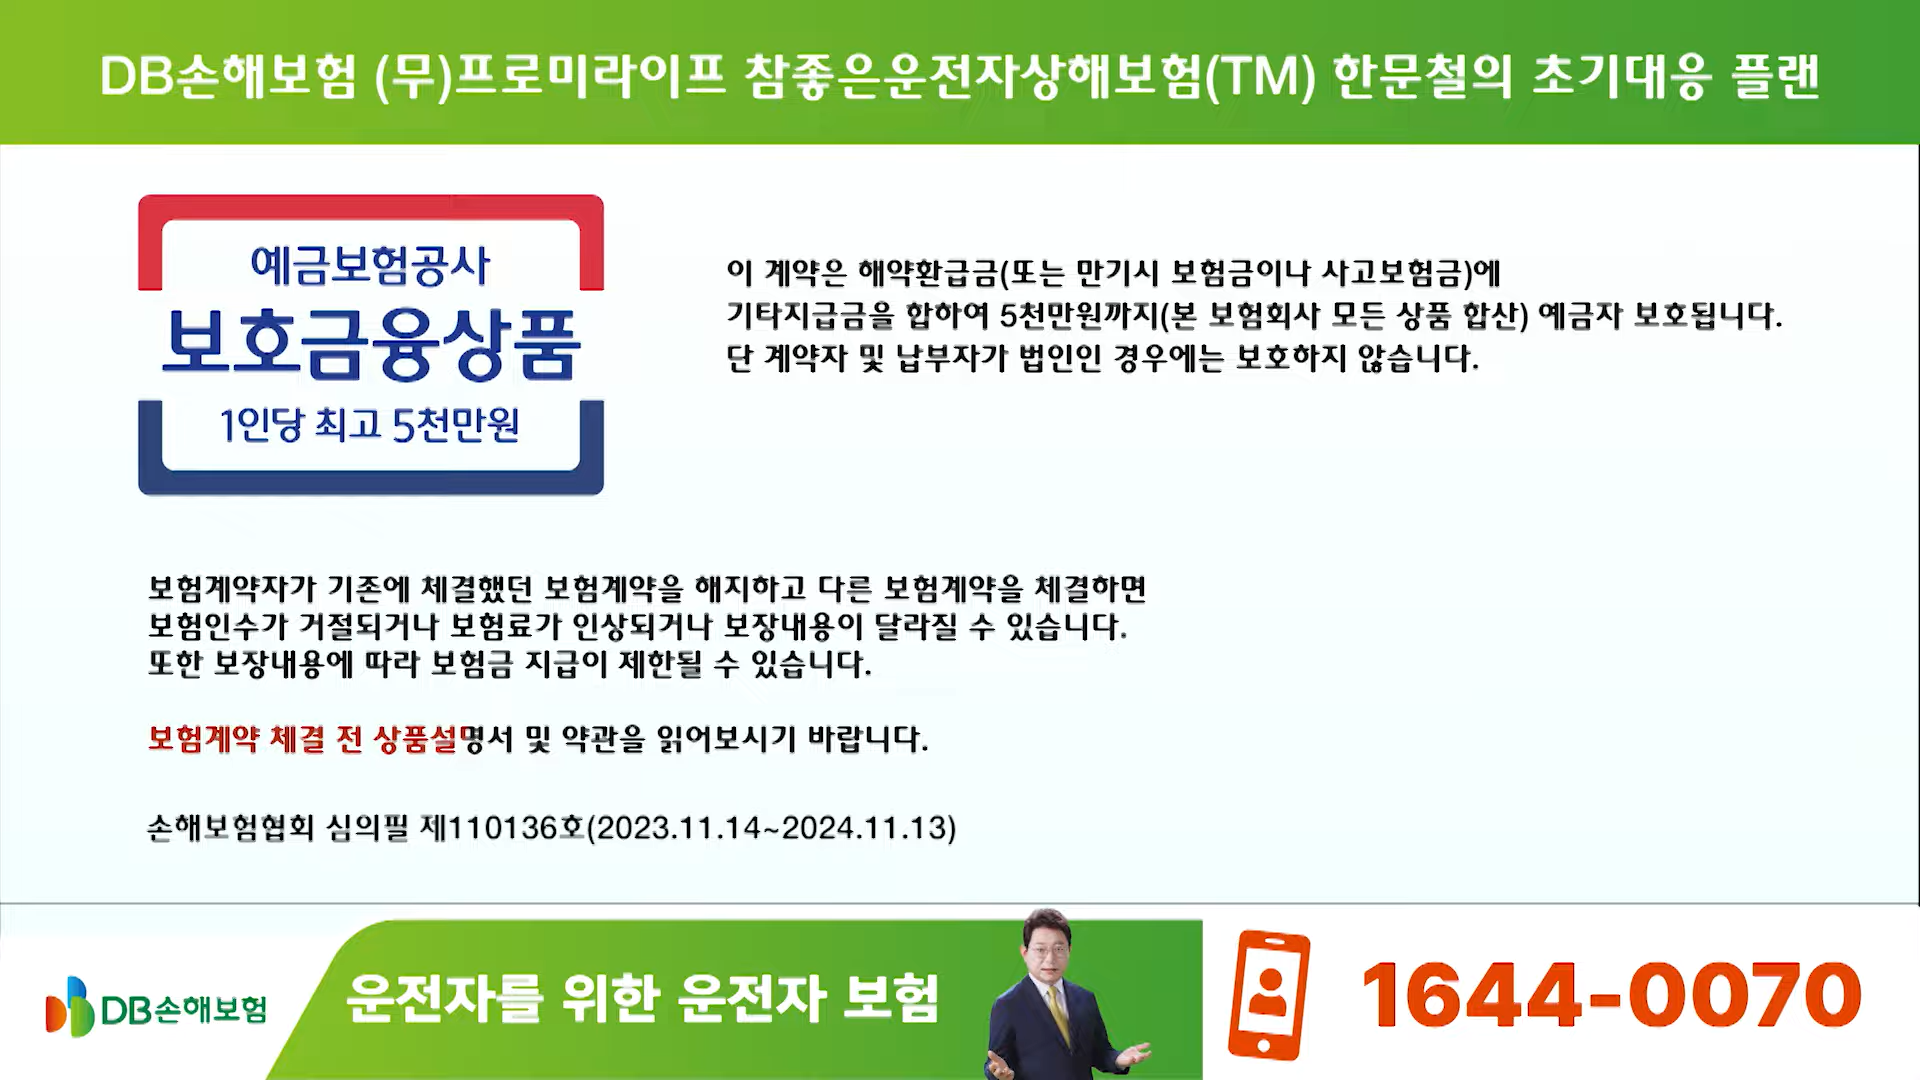 DB손해보험 (무)프로미라이프 참좋은운전자상해보험(TM) 한문철의 초기대응 플랜
예금보험공사
보호금융상품
1인당 최고 5천만원
이 계약은 해약환급금(또는 만기시 보험금이나 사고보험금)에
기타지급금을 합하여 5천만원까지(본 보험회사 모든 상품 합산) 예금자 보호됩니다.
단 계약자 및 납부자가 법인인 경우에는 보호하지 않습니다.
보험계약자가 기존에 체결했던 보험계약을 해지하고 다른 보험계약을 체결하면
보험인수가 거절되거나 보험료가 인상되거나 보장내용이 달라질 수 있습니다.
또한 보장내용에 따라 보험금 지급이 제한될 수 있습니다.
보험계약 체결 전 상품설명서 및 약관을 읽어보시기 바랍니다.
손해보험협회 심의필 제110136호(2023.11.14~2024.11.13)
DB손해보험
운전자를 위한 운전자 보험
1644-0070